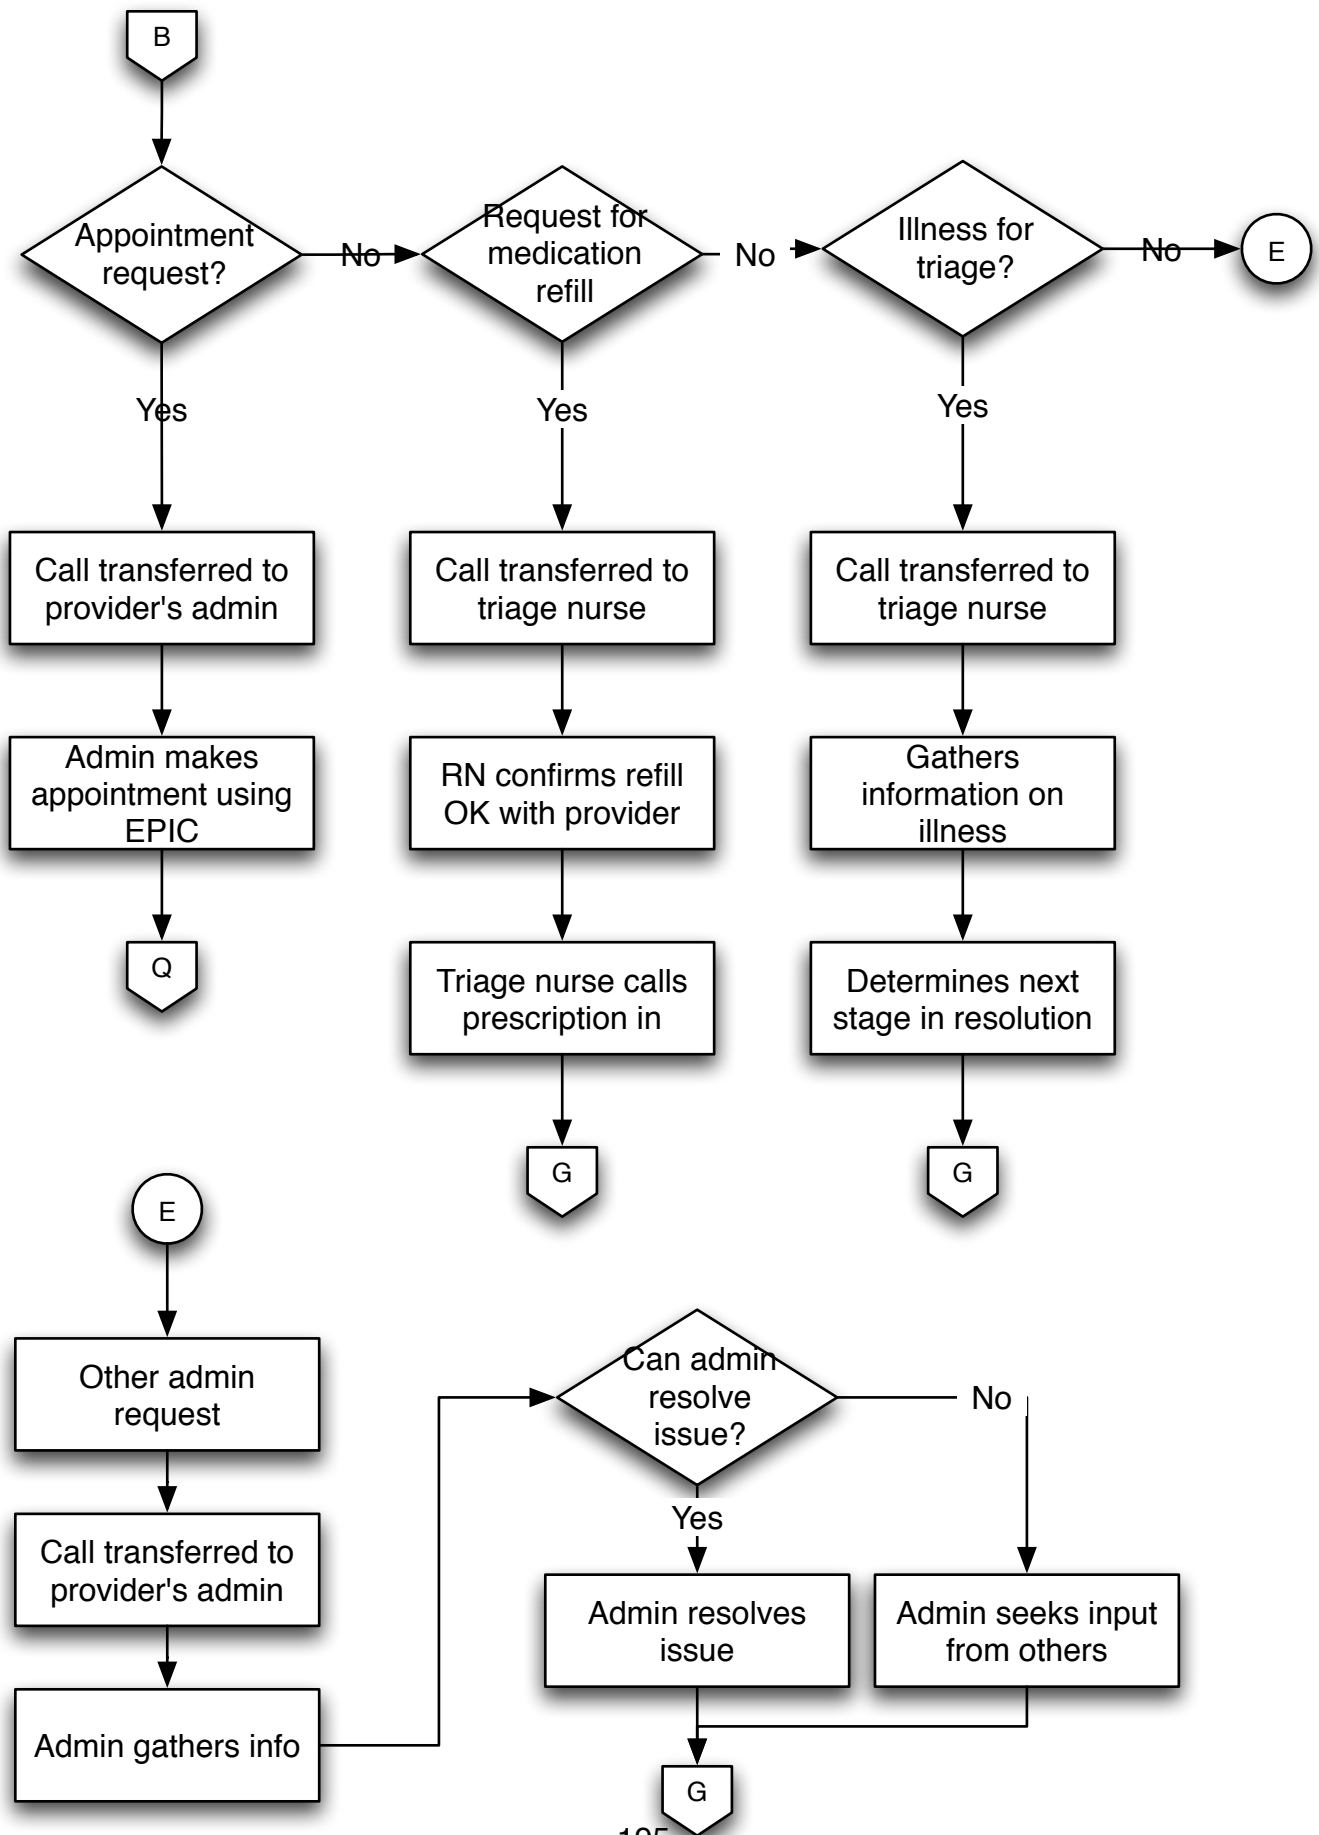 B
Appointment
request?
No
Request for
medication
refill
No
Illness for
triage?
No
E
Yes
Yes
Yes
Call transferred to
provider's admin
Call transferred to
triage nurse
Call transferred to
triage nurse
Admin makes
appointment using
EPIC
RN confirms refill
OK with provider
Gathers
information on
illness
Q
Triage nurse calls
prescription in
Determines next
stage in resolution
G
G
E
Other admin
request
Can admin
resolve
issue?
No
Yes
Call transferred to
provider's admin
Admin resolves
issue
Admin seeks input
from others
Admin gathers info
G